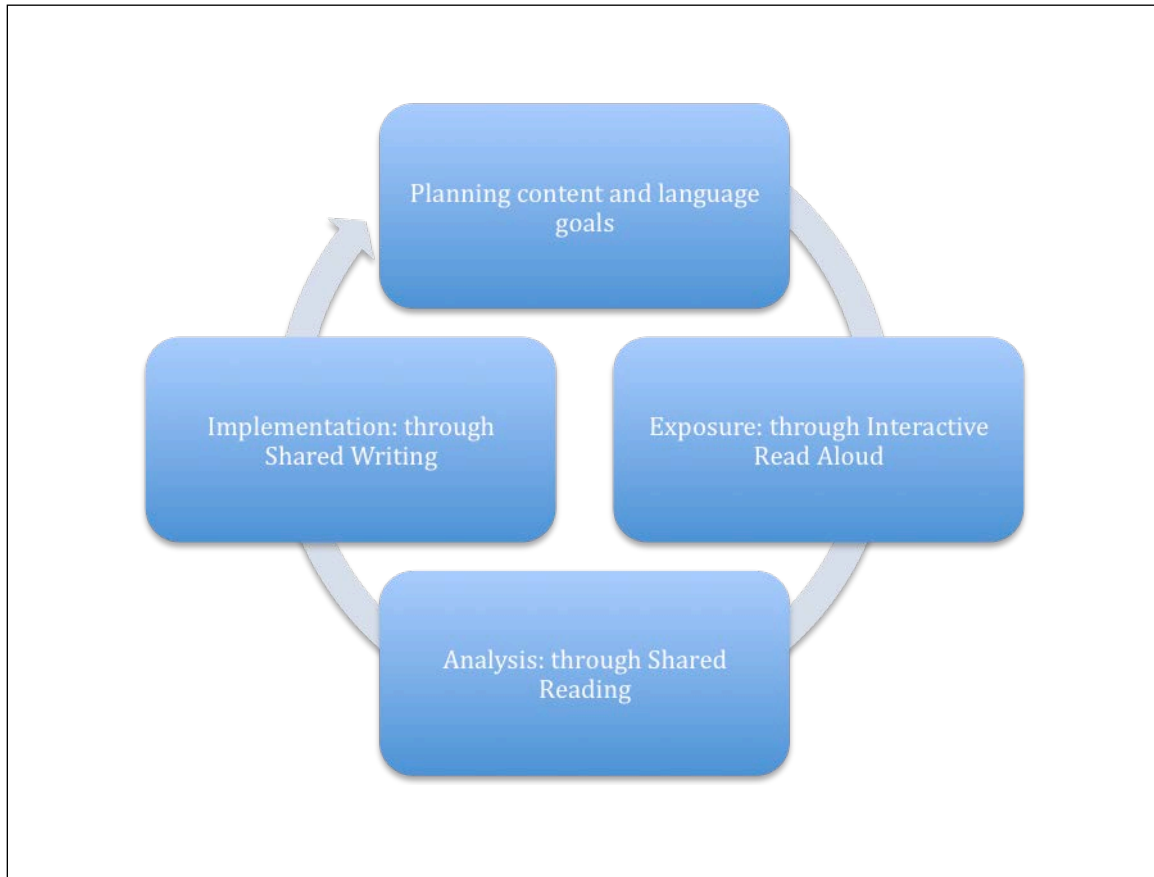 Planning content and language
goals
Exposure: through Interactive
Read Aloud
Analysis: through Shared
Reading
Implementation: through
Shared Writing